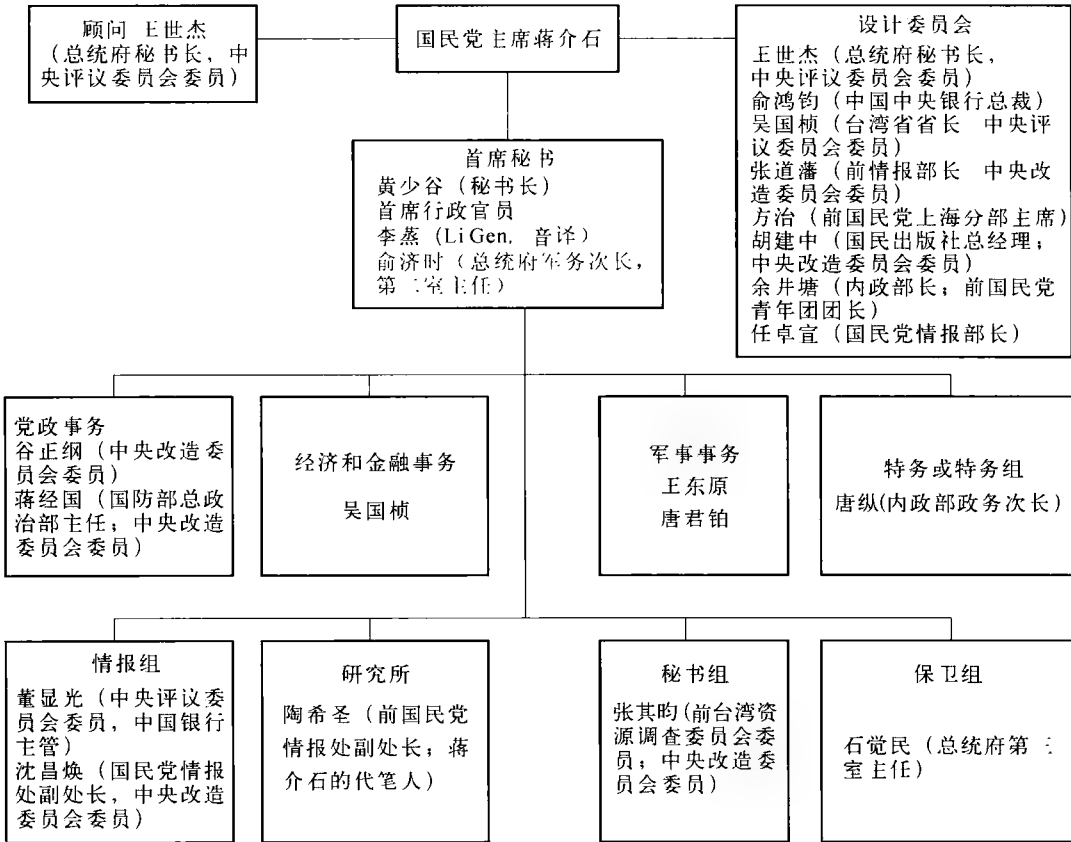 顾问 王世杰
（总统府秘书长，中
央评议委员会委员）
国民党主席蒋介石
设计委员会
王世杰（总统府秘书长，
中央评议委员会委员）
俞鸿钧（中国中央银行总裁）
吴国桢（台湾省省长 中央评
议委员会委员）
张道藩（前情报部长 中央改
造委员会委员）
方治（前国民党上海分部主席）
胡建中（国民出版社总经理；
中央改造委员会委员）
余井塘（内政部长；前国民党
青年团团长）
任卓宣（国民党情报部长）
首席秘书
黄少谷（秘书长）
首席行政官员
李蒸（Li Gen, 音译）
俞济时（总统府军务次长，
第二室主任）
党政事务
谷正纲（中央改造委
员会委员）
蒋经国（国防部总政
治部主任；中央改造
委员会委员）
经济和金融事务
吴国桢
军事事务
王东原
唐君铂
特务或特务组
唐纵(内政部政务次长）
情报组
董显光（中央评议委
员会委员，中国银行
主管）
沈昌焕（国民党情报
处副处长，中央改造
委员会委员）
研究所
陶希圣（前国民党
情报处副处长；蒋
介石的代笔人）
秘书组
张其昀(前台湾资
源调查委员会委
员；中央改造委
员会委员）
保卫组
石觉民（总统府第三
室主任）